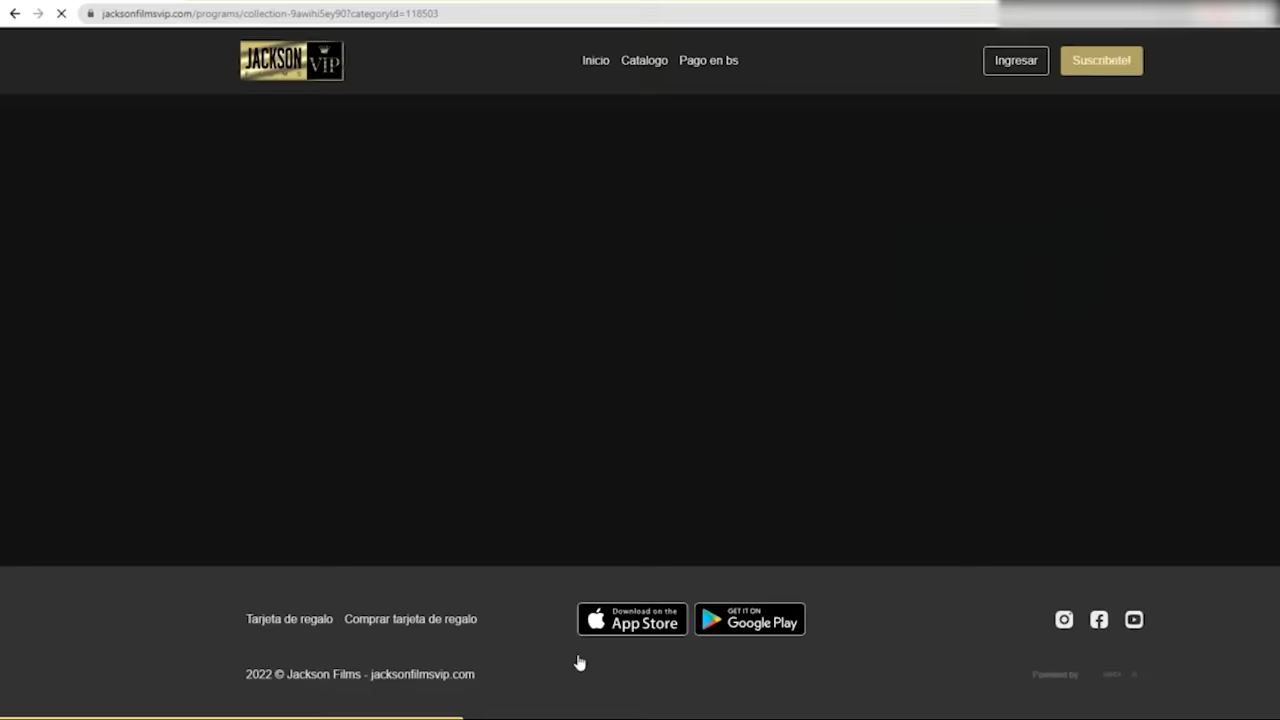 jacksonfilmsvip.com/programs/collection-9awihi5ey90?categoryId=118503
JACKSON VIP
Inicio Catalogo Pago en bs
Ingresar
Suscribete!
Tarjeta de regalo Comprar tarjeta de regalo
Download on the
App Store
GET IT ON
Google Play
2022 © Jackson Films - jacksonfilmsvip.com
Powered by